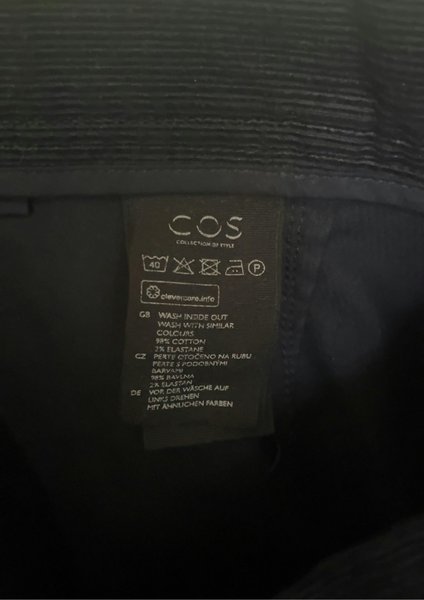 COS
COLLECTION OF STYLE
40 P
clevercare.info
GB WASH INSIDE OUT
WASH WITH SIMILAR
COLOURS
98% COTTON
2% ELASTANE
CZ PERTE OTOČENO NA RUBU
PERTE S PODOBNÝMI
BARVAMI
98% BAVLNA
2% ELASTAN
DE VOR DER WÄSCHE AUF
LINKS DREHEN
MIT ÄHNLICHEN FARBEN